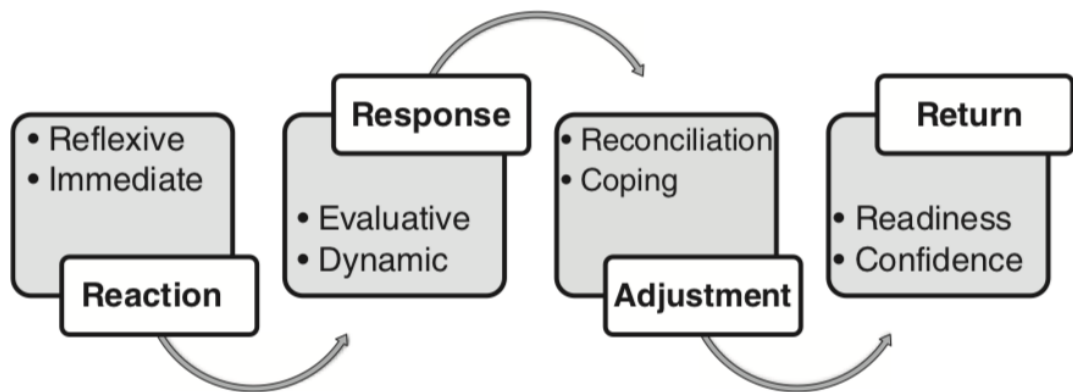 • Reflexive
• Immediate
Reaction
Response
• Evaluative
• Dynamic
• Reconciliation
• Coping
Adjustment
Return
• Readiness
• Confidence